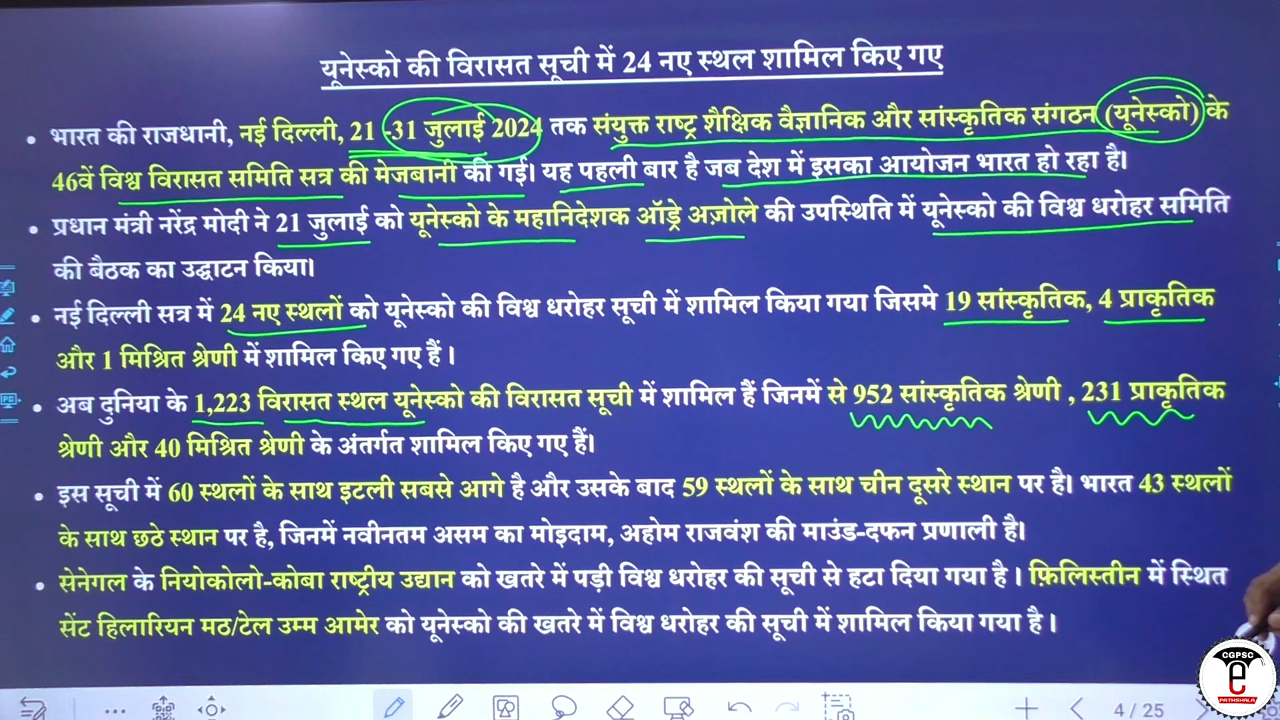 यूनेस्को की विरासत सूची में 24 नए स्थल शामिल किए गए
• भारत की राजधानी, नई दिल्ली, 21 -31 जुलाई 2024 तक संयुक्त राष्ट्र शैक्षिक वैज्ञानिक और सांस्कृतिक संगठन (यूनेस्को) के
46वें विश्व विरासत समिति सत्र की मेजबानी की गई। यह पहली बार है जब देश में इसका आयोजन भारत हो रहा है।
• प्रधान मंत्री नरेंद्र मोदी ने 21 जुलाई को यूनेस्को के महानिदेशक ऑड्रे अज़ोले की उपस्थिति में यूनेस्को की विश्व धरोहर समिति
की बैठक का उद्घाटन किया।
• नई दिल्ली सत्र में 24 नए स्थलों को यूनेस्को की विश्व धरोहर सूची में शामिल किया गया जिसमे 19 सांस्कृतिक, 4 प्राकृतिक
और 1 मिश्रित श्रेणी में शामिल किए गए हैं ।
• अब दुनिया के 1,223 विरासत स्थल यूनेस्को की विरासत सूची में शामिल हैं जिनमें से 952 सांस्कृतिक श्रेणी , 231 प्राकृतिक
श्रेणी और 40 मिश्रित श्रेणी के अंतर्गत शामिल किए गए हैं।
• इस सूची में 60 स्थलों के साथ इटली सबसे आगे है और उसके बाद 59 स्थलों के साथ चीन दूसरे स्थान पर है। भारत 43 स्थलों
के साथ छठे स्थान पर है, जिनमें नवीनतम असम का मोइदाम, अहोम राजवंश की माउंड-दफन प्रणाली है।
• सेनेगल के नियोकोलो-कोबा राष्ट्रीय उद्यान को खतरे में पड़ी विश्व धरोहर की सूची से हटा दिया गया है । फ़िलिस्तीन में स्थित
सेंट हिलारियन मठ/टेल उम्म आमेर को यूनेस्को की खतरे में विश्व धरोहर की सूची में शामिल किया गया है ।
CGPSC
e
PATHSHALA
4 / 25